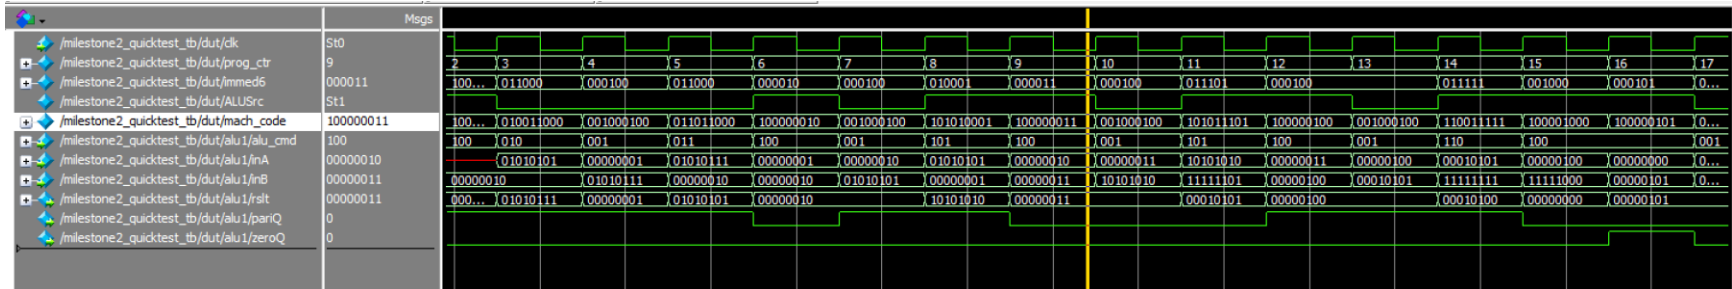 Msgs
/milestone2_quicktest_tb/dut/clk St0
/milestone2_quicktest_tb/dut/prog_ctr 9 2 3 4 5 6 7 8 9 10 11 12 13 14 15 16 17
/milestone2_quicktest_tb/dut/immed6 000011 100... 011000 000100 011000 000010 000100 010001 000011 000100 011101 000100 011111 001000 000101 0...
/milestone2_quicktest_tb/dut/ALUSrc St1
/milestone2_quicktest_tb/dut/mach_code 100000011 100... 010011000 001000100 011011000 100000010 001000100 101010001 100000011 001000100 101011101 100000100 001000100 110011111 100001000 100000101 0...
/milestone2_quicktest_tb/dut/alu1/alu_cmd 100 100 010 001 011 100 001 101 100 001 101 100 001 110 100 001
/milestone2_quicktest_tb/dut/alu1/inA 00000010 01010101 00000001 01010111 00000001 00000010 01010101 00000010 00000011 10101010 00000011 00000100 00010101 00000100 00000000 0...
/milestone2_quicktest_tb/dut/alu1/inB 00000011 00000010 01010111 00000010 00000010 01010101 00000001 00000011 10101010 11111101 00000100 00010101 11111111 11111000 00000101 0...
/milestone2_quicktest_tb/dut/alu1/rslt 00000011 000... 01010111 00000001 01010101 00000010 10101010 00000011 00010101 00000100 00010100 00000000 00000101
/milestone2_quicktest_tb/dut/alu1/pariQ 0
/milestone2_quicktest_tb/dut/alu1/zeroQ 0